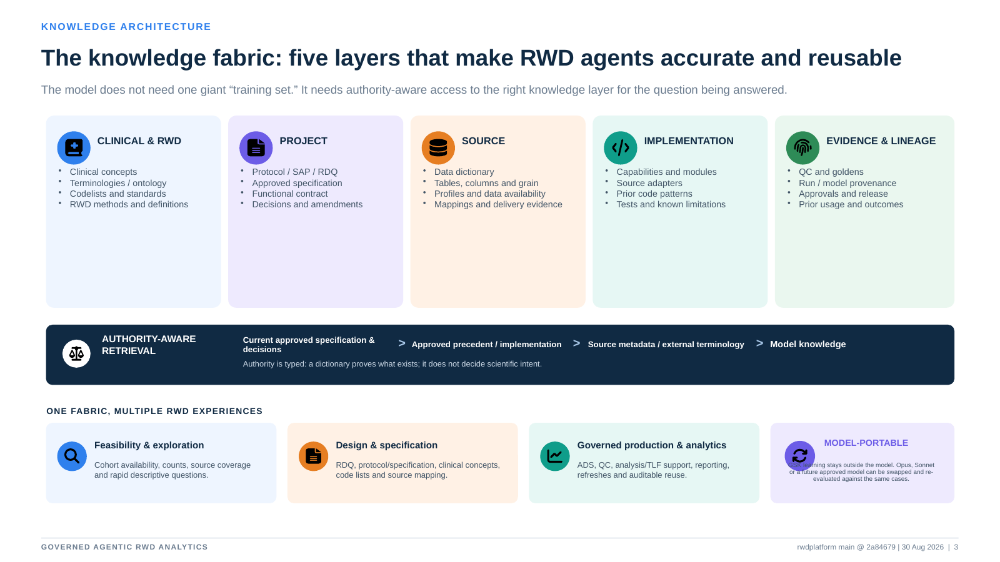 KNOWLEDGE ARCHITECTURE
The knowledge fabric: five layers that make RWD agents accurate and reusable
The model does not need one giant “training set.” It needs authority-aware access to the right knowledge layer for the question being answered.
CLINICAL & RWD
• Clinical concepts
• Terminologies / ontology
• Codelists and standards
• RWD methods and definitions
PROJECT
• Protocol / SAP / RDQ
• Approved specification
• Functional contract
• Decisions and amendments
SOURCE
• Data dictionary
• Tables, columns and grain
• Profiles and data availability
• Mappings and delivery evidence
IMPLEMENTATION
• Capabilities and modules
• Source adapters
• Prior code patterns
• Tests and known limitations
EVIDENCE & LINEAGE
• QC and goldens
• Run / model provenance
• Approvals and release
• Prior usage and outcomes
AUTHORITY-AWARE
RETRIEVAL
Current approved specification &
decisions
> Approved precedent / implementation > Source metadata / external terminology > Model knowledge
Authority is typed: a dictionary proves what exists; it does not decide scientific intent.
ONE FABRIC, MULTIPLE RWD EXPERIENCES
Feasibility & exploration
Cohort availability, counts, source coverage
and rapid descriptive questions.
Design & specification
RDQ, protocol/specification, clinical concepts,
code lists and source mapping.
Governed production & analytics
ADS, QC, analysis/TLF support, reporting,
refreshes and auditable reuse.
MODEL-PORTABLE
GSK learning stays outside the model. Opus, Sonnet
or a future approved model can be swapped and re-
evaluated against the same cases.
GOVERNED AGENTIC RWD ANALYTICS
rwdplatform main @ 2a84679 | 30 Aug 2026 | 3